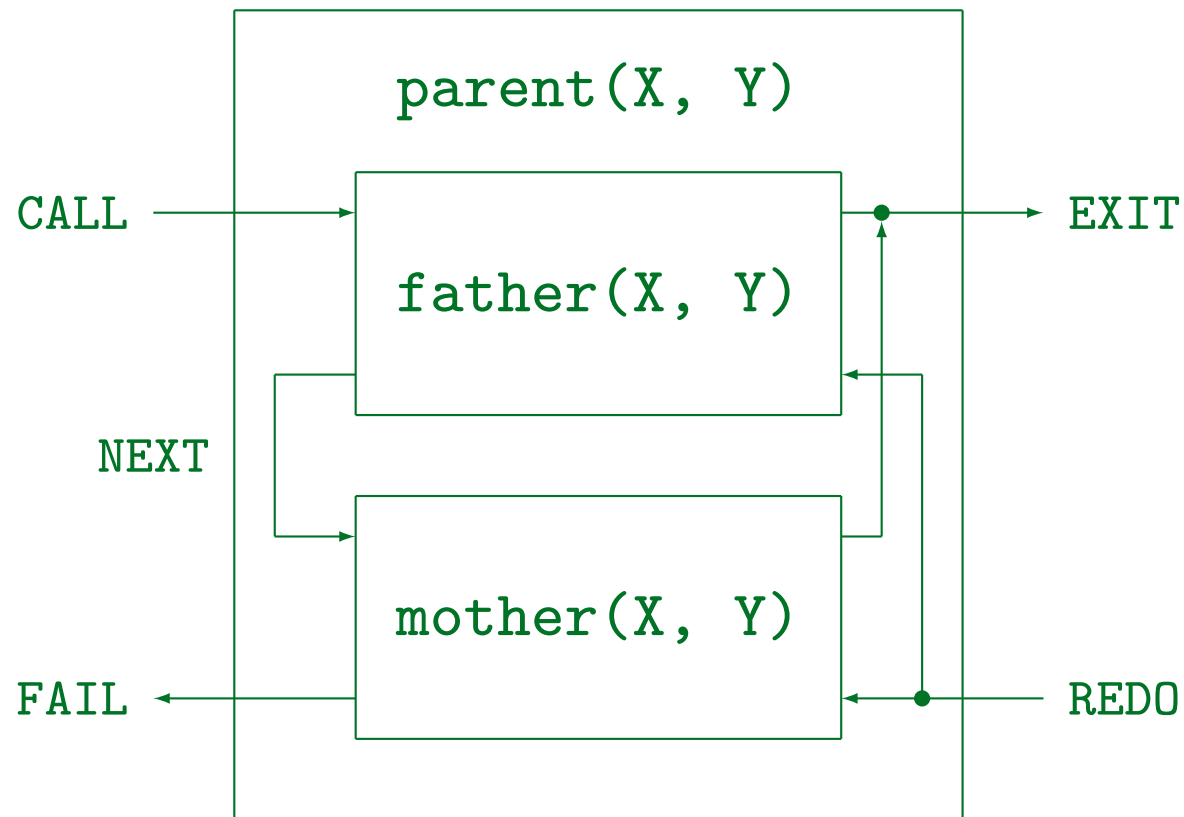 parent(X, Y)
CALL
EXIT
father(X, Y)
NEXT
mother(X, Y)
FAIL
REDO